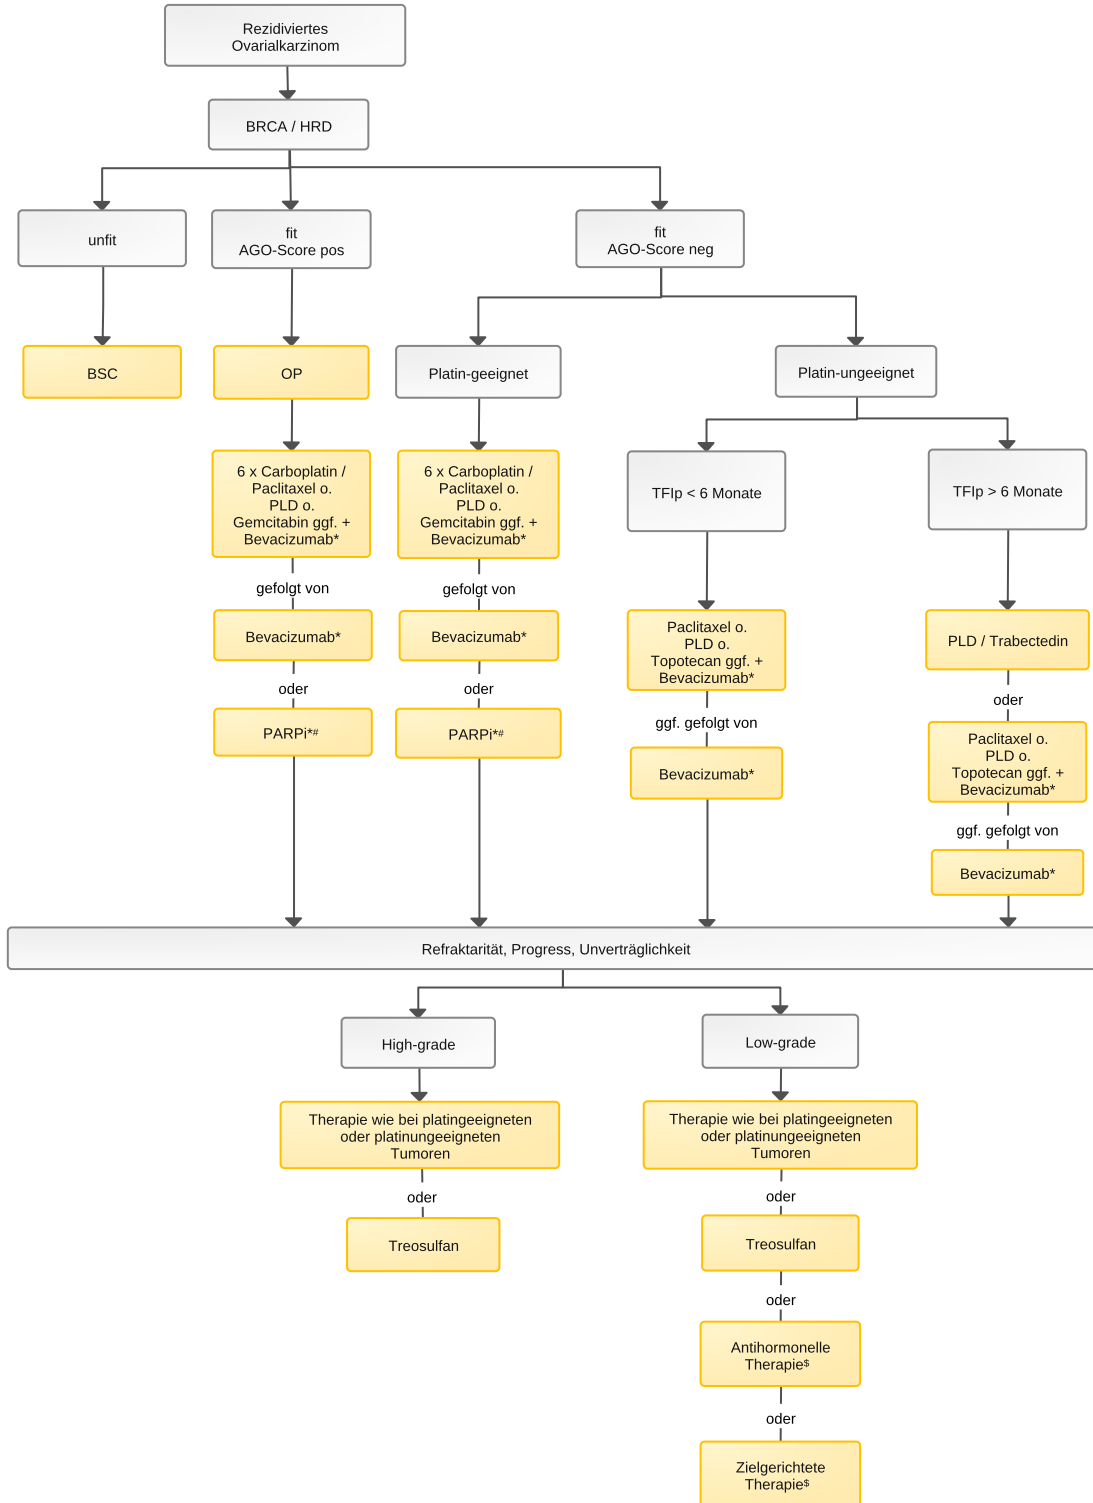 Rezidiviertes
Ovarialkarzinom
BRCA / HRD
unfit
fit
AGO-Score pos
fit
AGO-Score neg
BSC
OP
Platin-geeignet
Platin-ungeeignet
6 x Carboplatin /
Paclitaxel o.
PLD o.
Gemcitabin ggf. +
Bevacizumab*
6 x Carboplatin /
Paclitaxel o.
PLD o.
Gemcitabin ggf. +
Bevacizumab*
TFIp < 6 Monate
TFIp > 6 Monate
gefolgt von
gefolgt von
Bevacizumab*
Bevacizumab*
Paclitaxel o.
PLD o.
Topotecan ggf. +
Bevacizumab*
PLD / Trabectedin
oder
oder
oder
PARPi*#
PARPi*#
ggf. gefolgt von
Paclitaxel o.
PLD o.
Topotecan ggf. +
Bevacizumab*
Bevacizumab*
ggf. gefolgt von
Bevacizumab*
Refraktarität, Progress, Unverträglichkeit
High-grade
Low-grade
Therapie wie bei platingeeigneten
oder platinungeeigneten
Tumoren
Therapie wie bei platingeeigneten
oder platinungeeigneten
Tumoren
oder
oder
Treosulfan
Treosulfan
oder
Antihormonelle
Therapie$
oder
Zielgerichtete
Therapie$